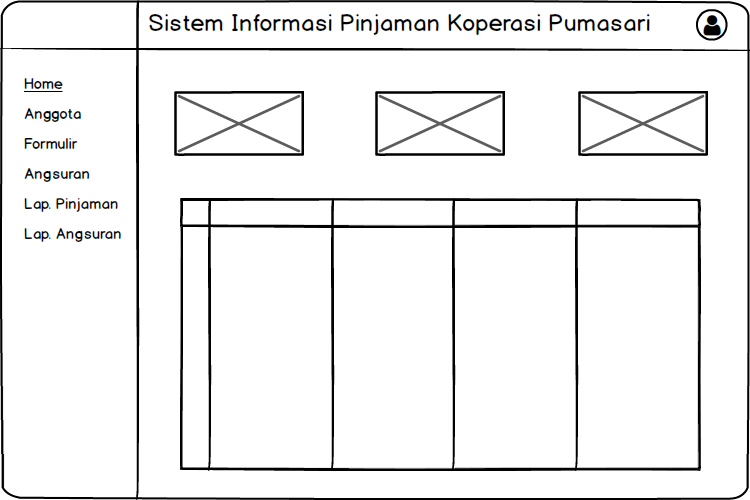 Sistem Informasi Pinjaman Koperasi Pumasari
Home
Anggota
Formulir
Angsuran
Lap. Pinjaman
Lap. Angsuran